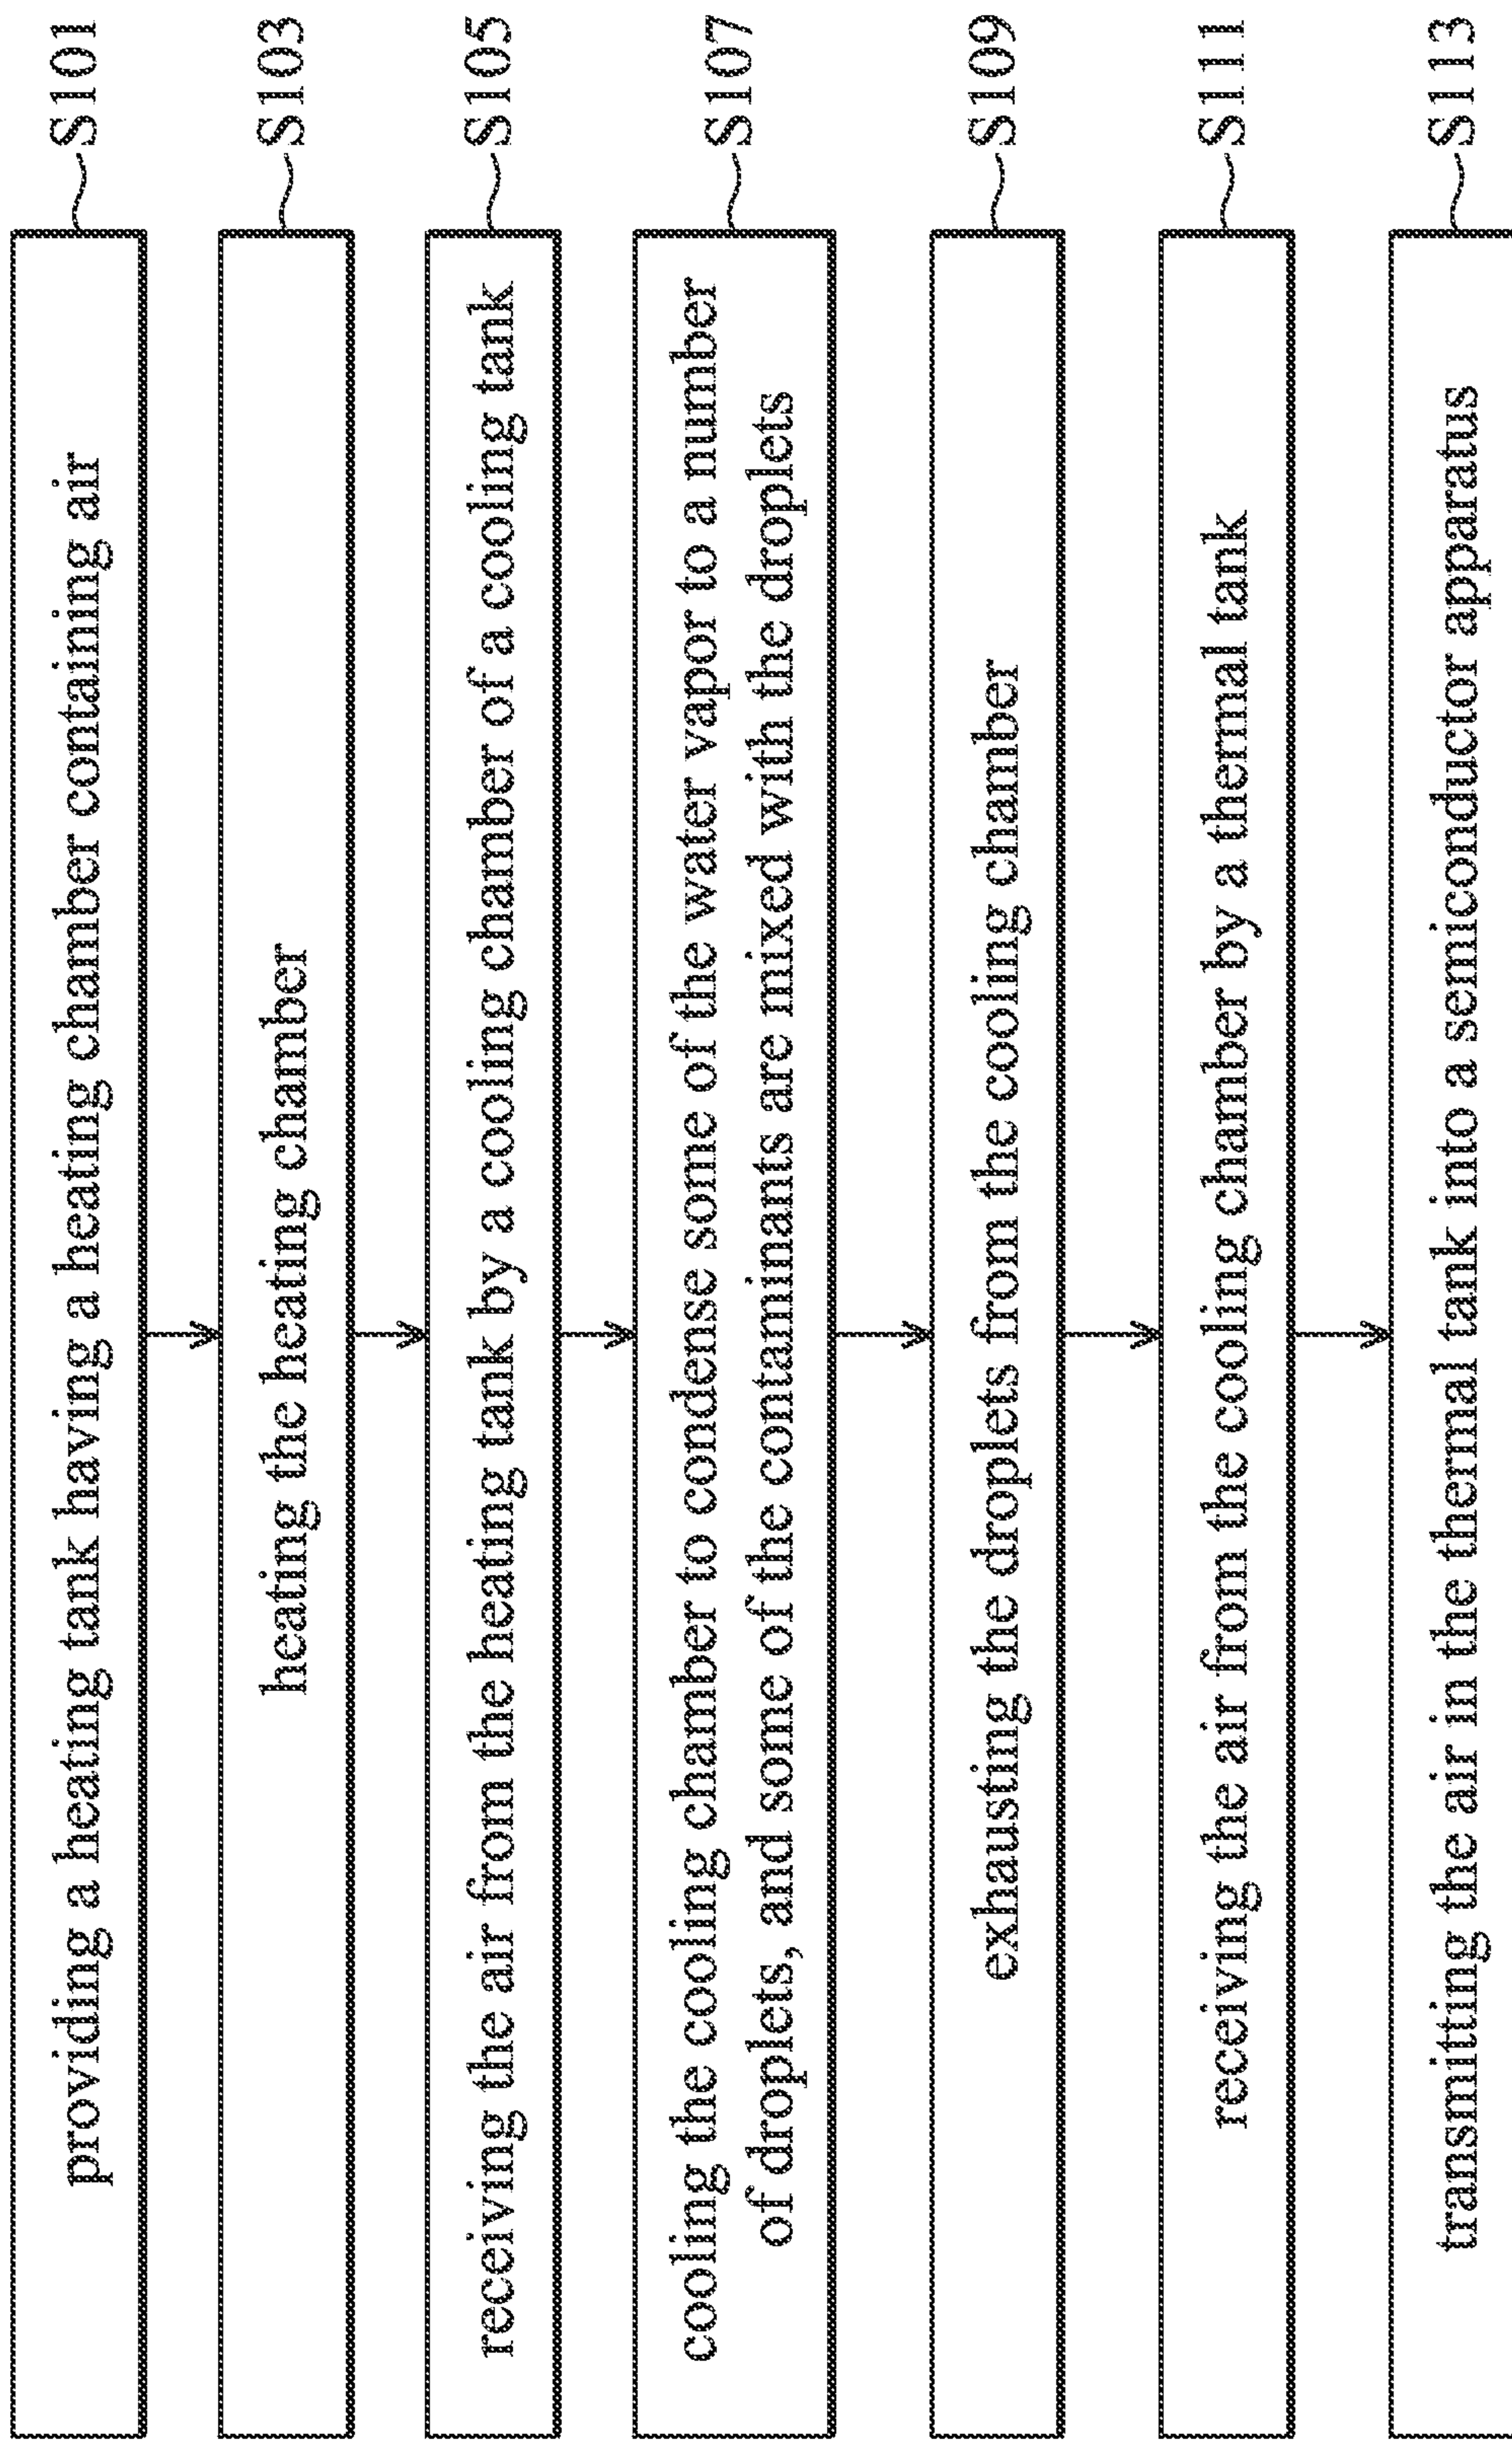 providing a heating tank having a heating chamber containing air
S101
heating the heating chamber
S103
receiving the air from the heating tank by a cooling chamber of a cooling tank
S105
cooling the cooling chamber to condense some of the water vapor to a number
of droplets, and some of the contaminants are mixed with the droplets
S107
exhausting the droplets from the cooling chamber
S109
receiving the air from the cooling chamber by a thermal tank
S111
transmitting the air in the thermal tank into a semiconductor apparatus
S113